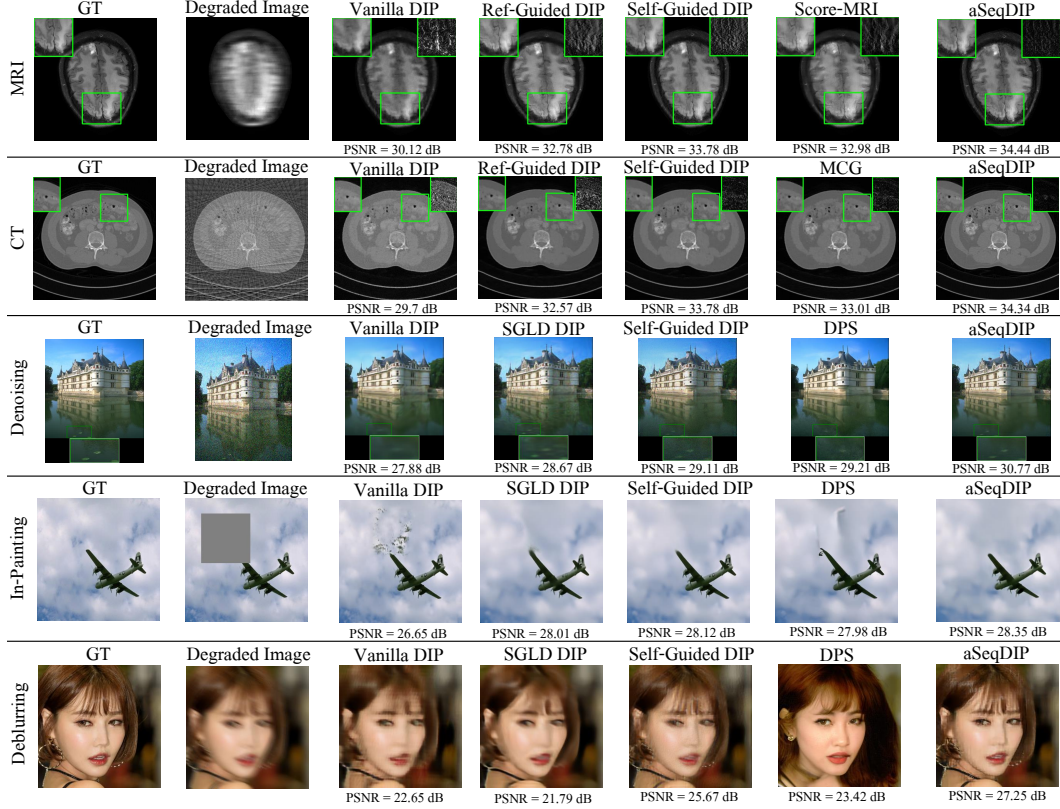 MRI
GT Degraded Image Vanilla DIP Ref-Guided DIP Self-Guided DIP Score-MRI aSeqDIP
PSNR = 30.12 dB PSNR = 32.78 dB PSNR = 33.78 dB PSNR = 32.98 dB PSNR = 34.44 dB
CT
GT Degraded Image Vanilla DIP Ref-Guided DIP Self-Guided DIP MCG aSeqDIP
PSNR = 29.7 dB PSNR = 32.57 dB PSNR = 33.78 dB PSNR = 33.01 dB PSNR = 34.34 dB
Denoising
GT Degraded Image Vanilla DIP SGLD DIP Self-Guided DIP DPS aSeqDIP
PSNR = 27.88 dB PSNR = 28.67 dB PSNR = 29.11 dB PSNR = 29.21 dB PSNR = 30.77 dB
In-Painting
GT Degraded Image Vanilla DIP SGLD DIP Self-Guided DIP DPS aSeqDIP
PSNR = 26.65 dB PSNR = 28.01 dB PSNR = 28.12 dB PSNR = 27.98 dB PSNR = 28.35 dB
Deblurring
GT Degraded Image Vanilla DIP SGLD DIP Self-Guided DIP DPS aSeqDIP
PSNR = 22.65 dB PSNR = 21.79 dB PSNR = 25.67 dB PSNR = 23.42 dB PSNR = 27.25 dB